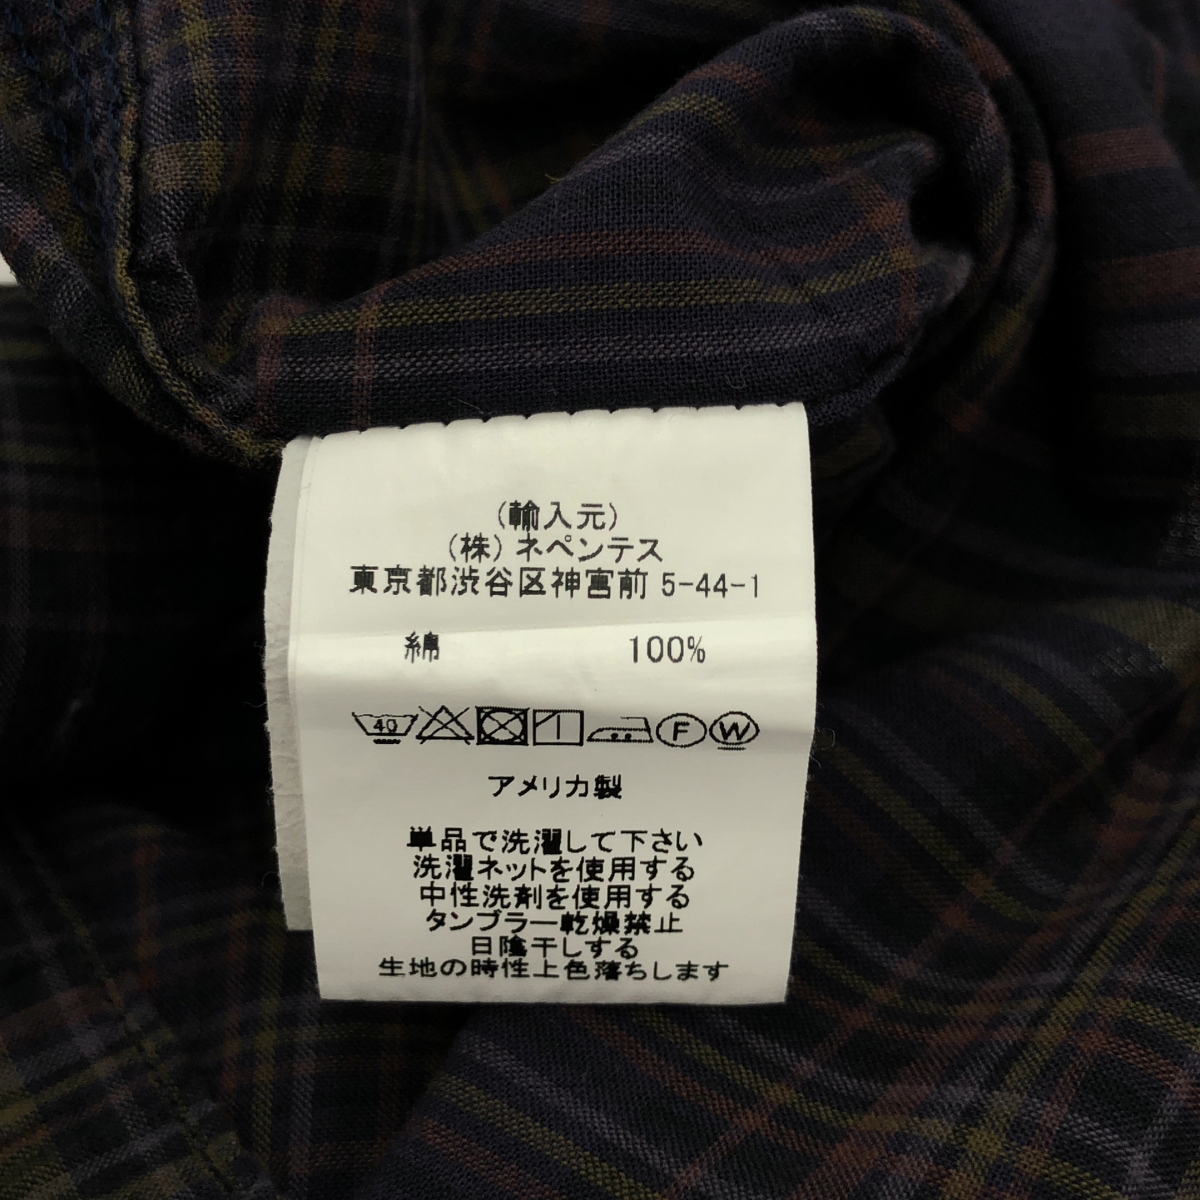 (輸入元)
(株)ネペンテス
東京都渋谷区神宮前 5-44-1
綿 100%
40 F W
アメリカ製
単品で洗濯して下さい
洗濯ネットを使用する
中性洗剤を使用する
タンブラー乾燥禁止
日陰干しする
生地の時性上色落ちします